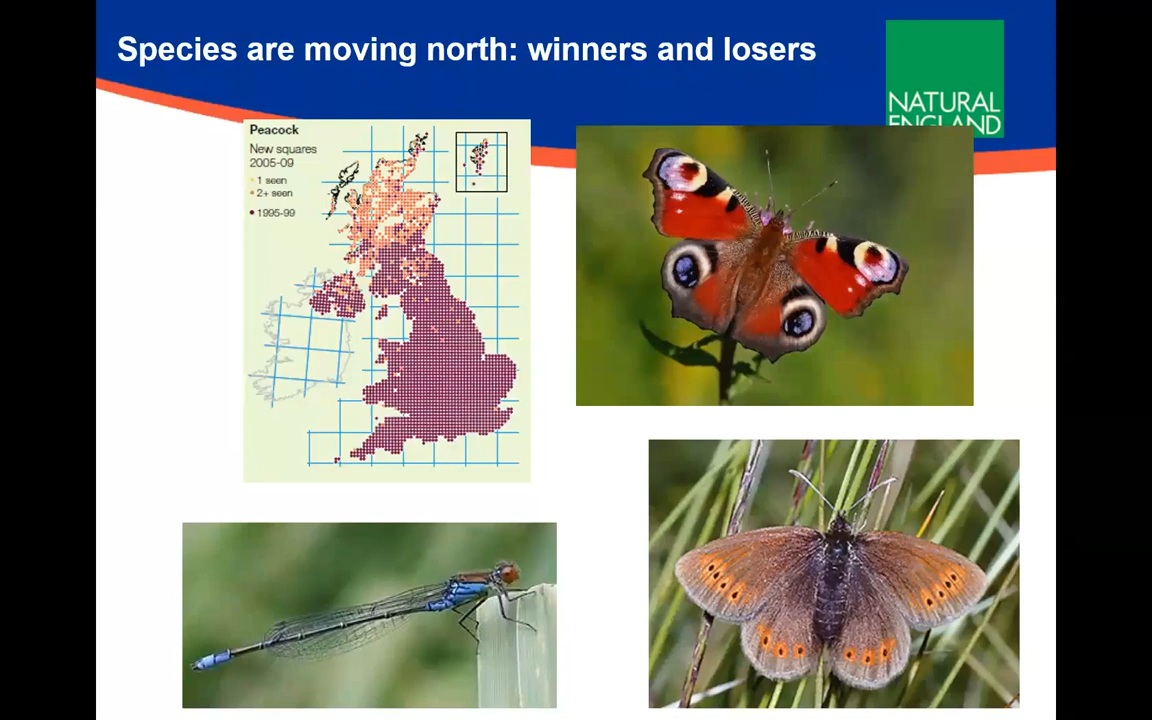 Species are moving north: winners and losers
NATURAL
ENGLAND
Peacock
New squares
2005-09
1 seen
2+ seen
1995-99